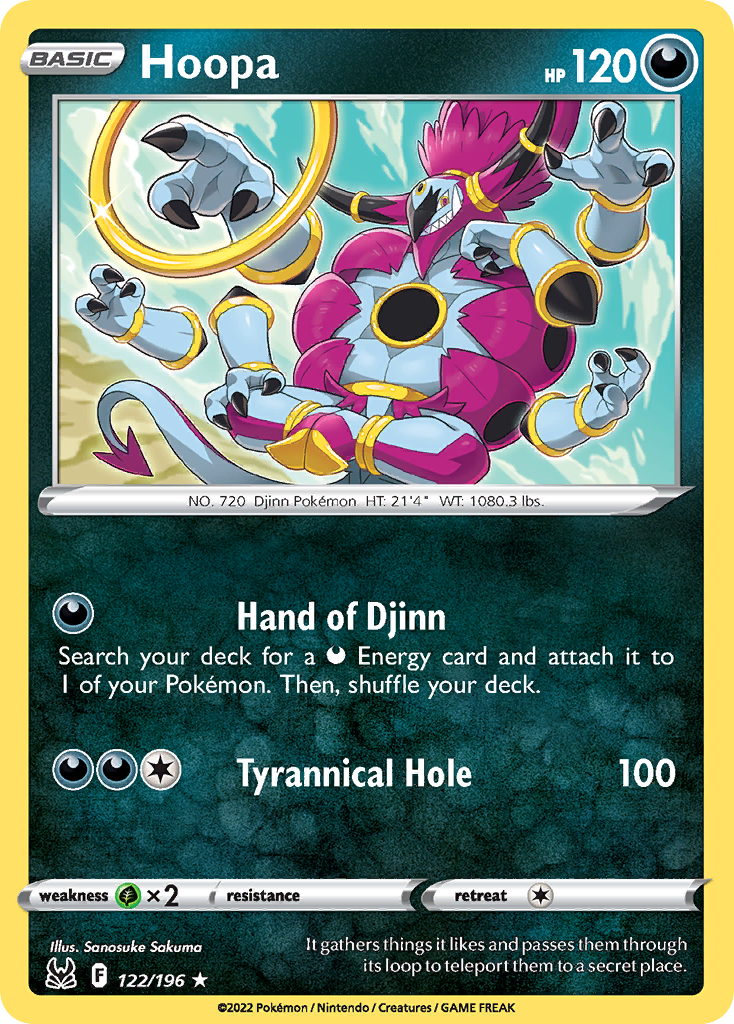 BASIC Hoopa HP 120
NO. 720 Djinn Pokémon HT: 21'4" WT: 1080.3 lbs.
Hand of Djinn
Search your deck for a Energy card and attach it to
1 of your Pokémon. Then, shuffle your deck.
Tyrannical Hole 100
weakness ×2 resistance retreat
Illus. Sanosuke Sakuma
It gathers things it likes and passes them through
its loop to teleport them to a secret place.
F 122/196 ★
©2022 Pokémon / Nintendo / Creatures / GAME FREAK